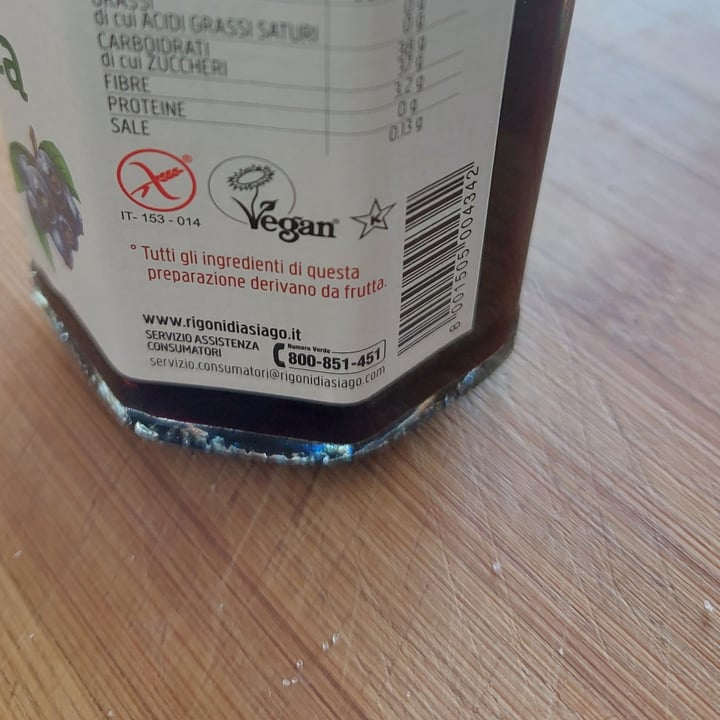 GRASSI
di cui ACIDI GRASSI SATURI
CARBOIDRATI
di cui ZUCCHERI
FIBRE 3,2 g
PROTEINE 0 g
SALE 0,13 g
IT- 153 - 014
Vegan®
K
° Tutti gli ingredienti di questa
preparazione derivano da frutta.
www.rigonidiasiago.it
SERVIZIO ASSISTENZA
CONSUMATORI
Numero Verde
800-851-451
servizio.consumatori@rigonidiasiago.com
8 001505 004342